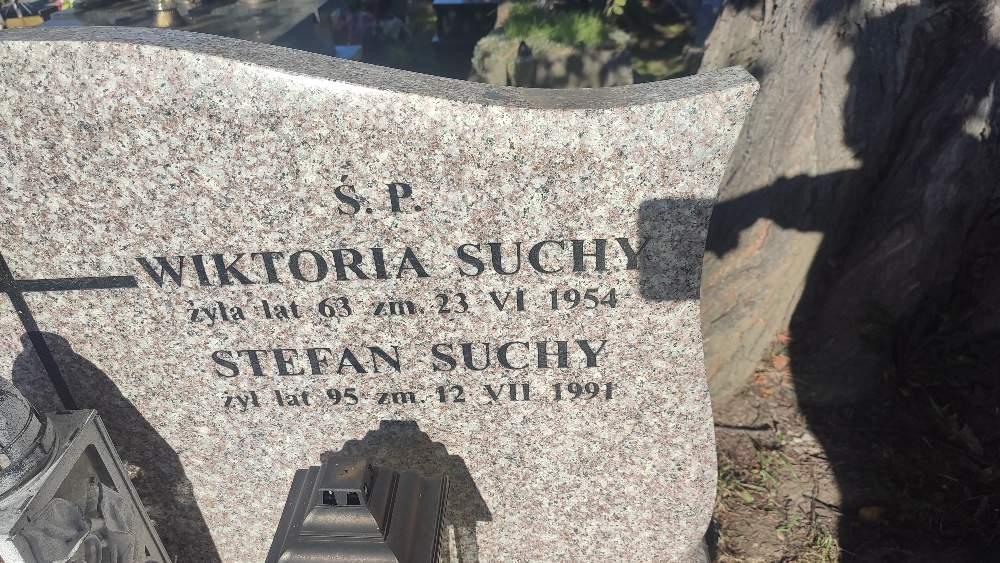 Ś. P.
WIKTORIA SUCHY
żyła lat 63 zm. 23 VI 1954
STEFAN SUCHY
żył lat 95 zm. 12 VII 1991